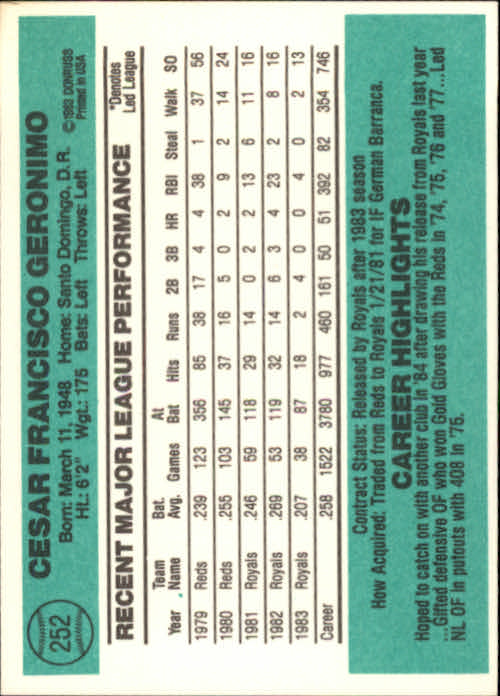 252
CESAR FRANCISCO GERONIMO
Born: March 11, 1948 Home: Santo Domingo, D. R.
Ht.: 6'2" Wgt.: 175 Bats: Left Throws: Left
©1983 DONRUSS
Printed in USA
RECENT MAJOR LEAGUE PERFORMANCE
*Denotes
Led League
Year Team Name Bat. Avg. Games At Bat Hits Runs 2B 3B HR RBI Steal Walk SO
1979 Reds .239 123 356 85 38 17 4 4 38 1 37 56
1980 Reds .255 103 145 37 16 5 0 2 9 2 14 24
1981 Royals .246 59 118 29 14 0 2 2 13 6 11 16
1982 Royals .269 53 119 32 14 6 3 4 23 2 8 16
1983 Royals .207 38 87 18 2 4 0 0 4 0 2 13
Career .258 1522 3780 977 460 161 50 51 392 82 354 746
Contract Status: Released by Royals after 1983 season
How Acquired: Traded from Reds to Royals 1/21/81 for IF German Barranca.
CAREER HIGHLIGHTS
Hoped to catch on with another club in '84 after drawing his release from Royals last year
... Gifted defensive OF who won Gold Gloves with the Reds in '74, '75, '76 and '77... Led
NL OF in putouts with 408 in '75.